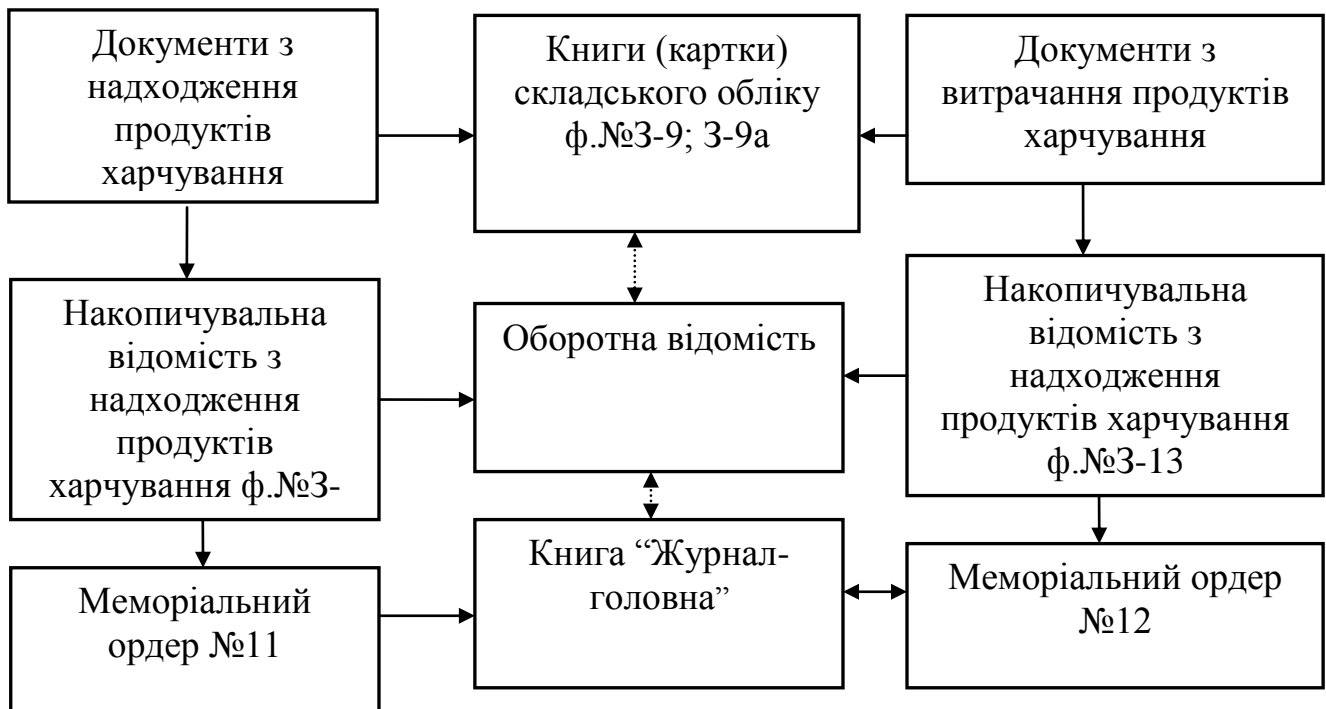 Документи з
надходження
продуктів
харчування
Книги (картки)
складського обліку
ф.№З-9; З-9а
Документи з
витрачання продуктів
харчування
Накопичувальна
відомість з
надходження
продуктів
харчування ф.№З-
Оборотна відомість
Накопичувальна
відомість з
надходження
продуктів харчування
ф.№З-13
Меморіальний
ордер №11
Книга “Журнал-
головна”
Меморіальний ордер
№12